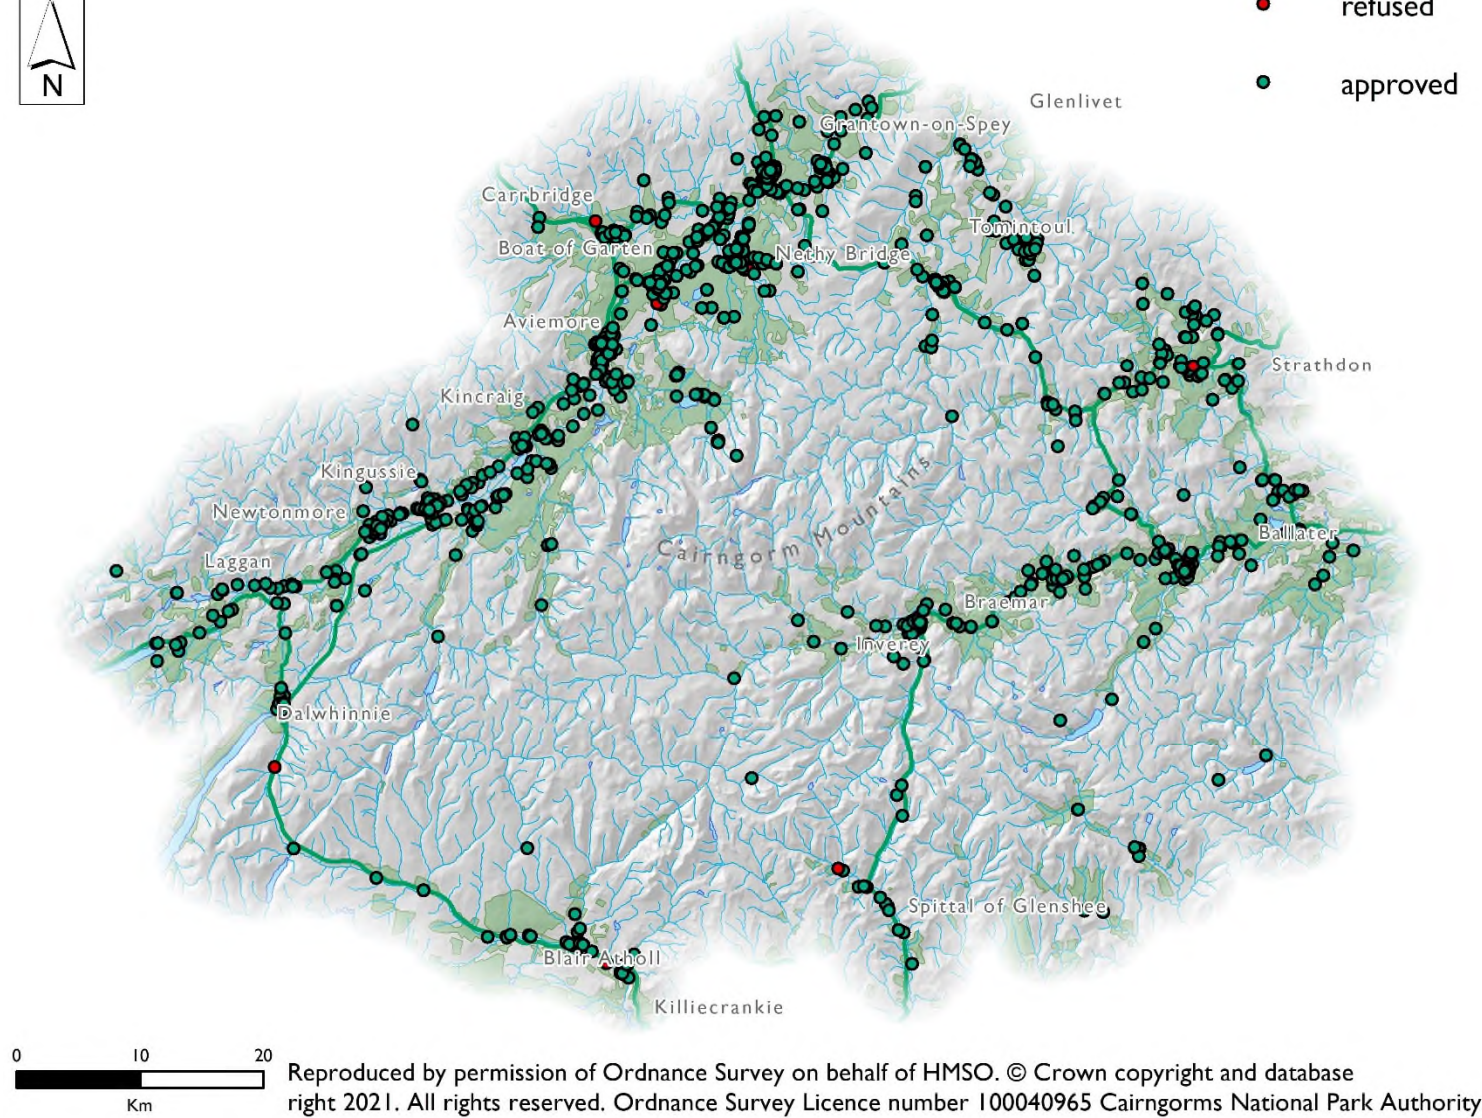 refused
N
approved
Glenlivet
Grantown-on-Spey
Carrbridge
Tomintoul
Boat of Garten
Nethy Bridge
Aviemore
Strathdon
Kincraig
Kingussie
Cairngorm Mountains
Newtonmore
Ballater
Laggan
Braemar
Inverey
Dalwhinnie
Spittal of Glenshee
Blair Atholl
Killiecrankie
0 10 20
Km
Reproduced by permission of Ordnance Survey on behalf of HMSO. © Crown copyright and database
right 2021. All rights reserved. Ordnance Survey Licence number 100040965 Cairngorms National Park Authority